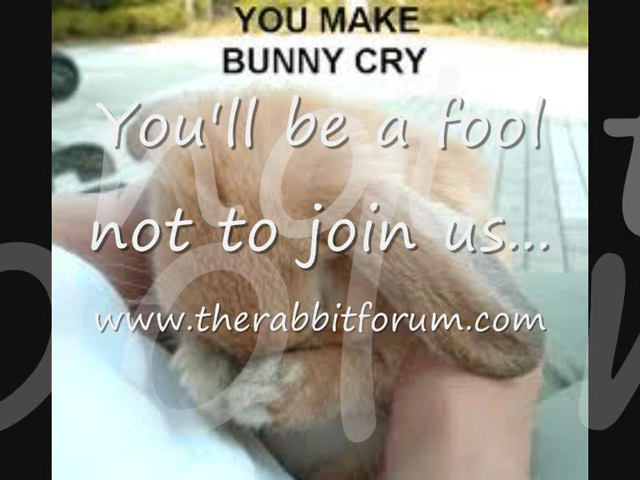 YOU MAKE
BUNNY CRY
You'll be a fool
not to join us...
www.therabbitforum.com